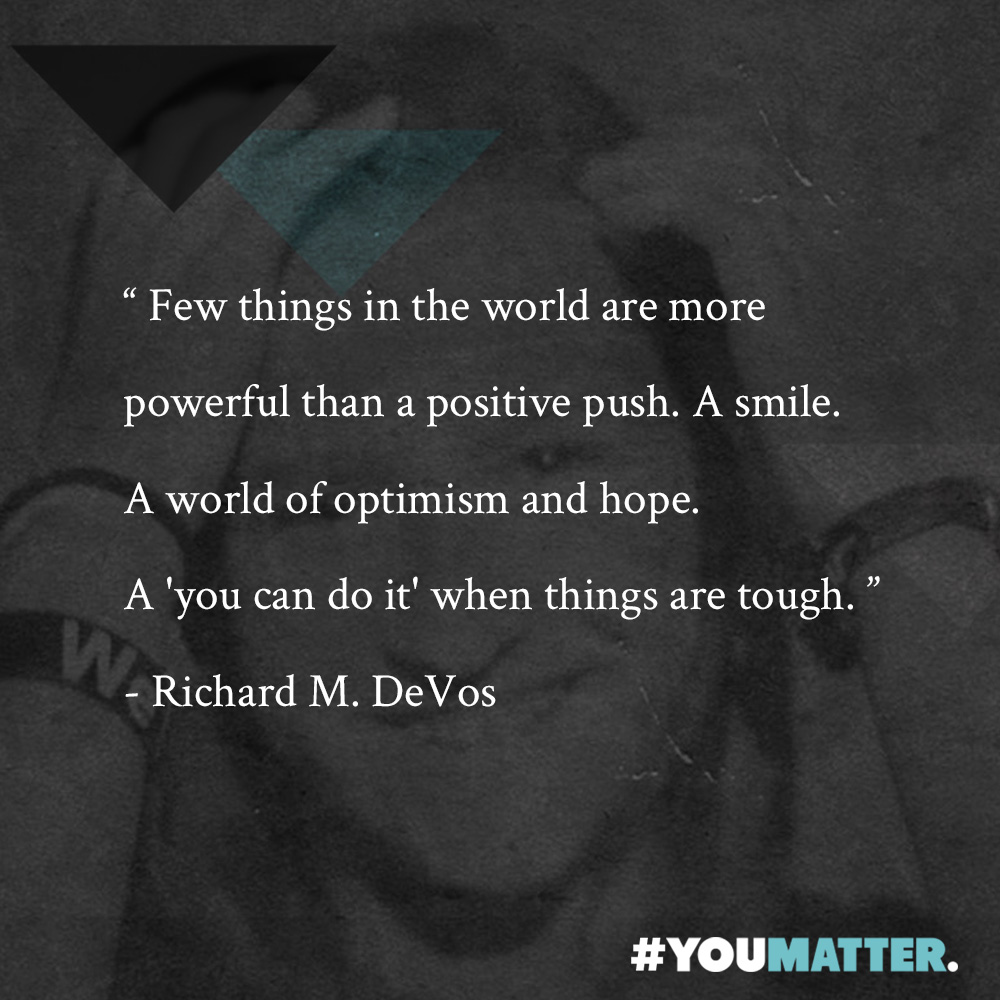 “ Few things in the world are more
powerful than a positive push. A smile.
A world of optimism and hope.
A 'you can do it' when things are tough. ”
- Richard M. DeVos
#YOUMATTER.